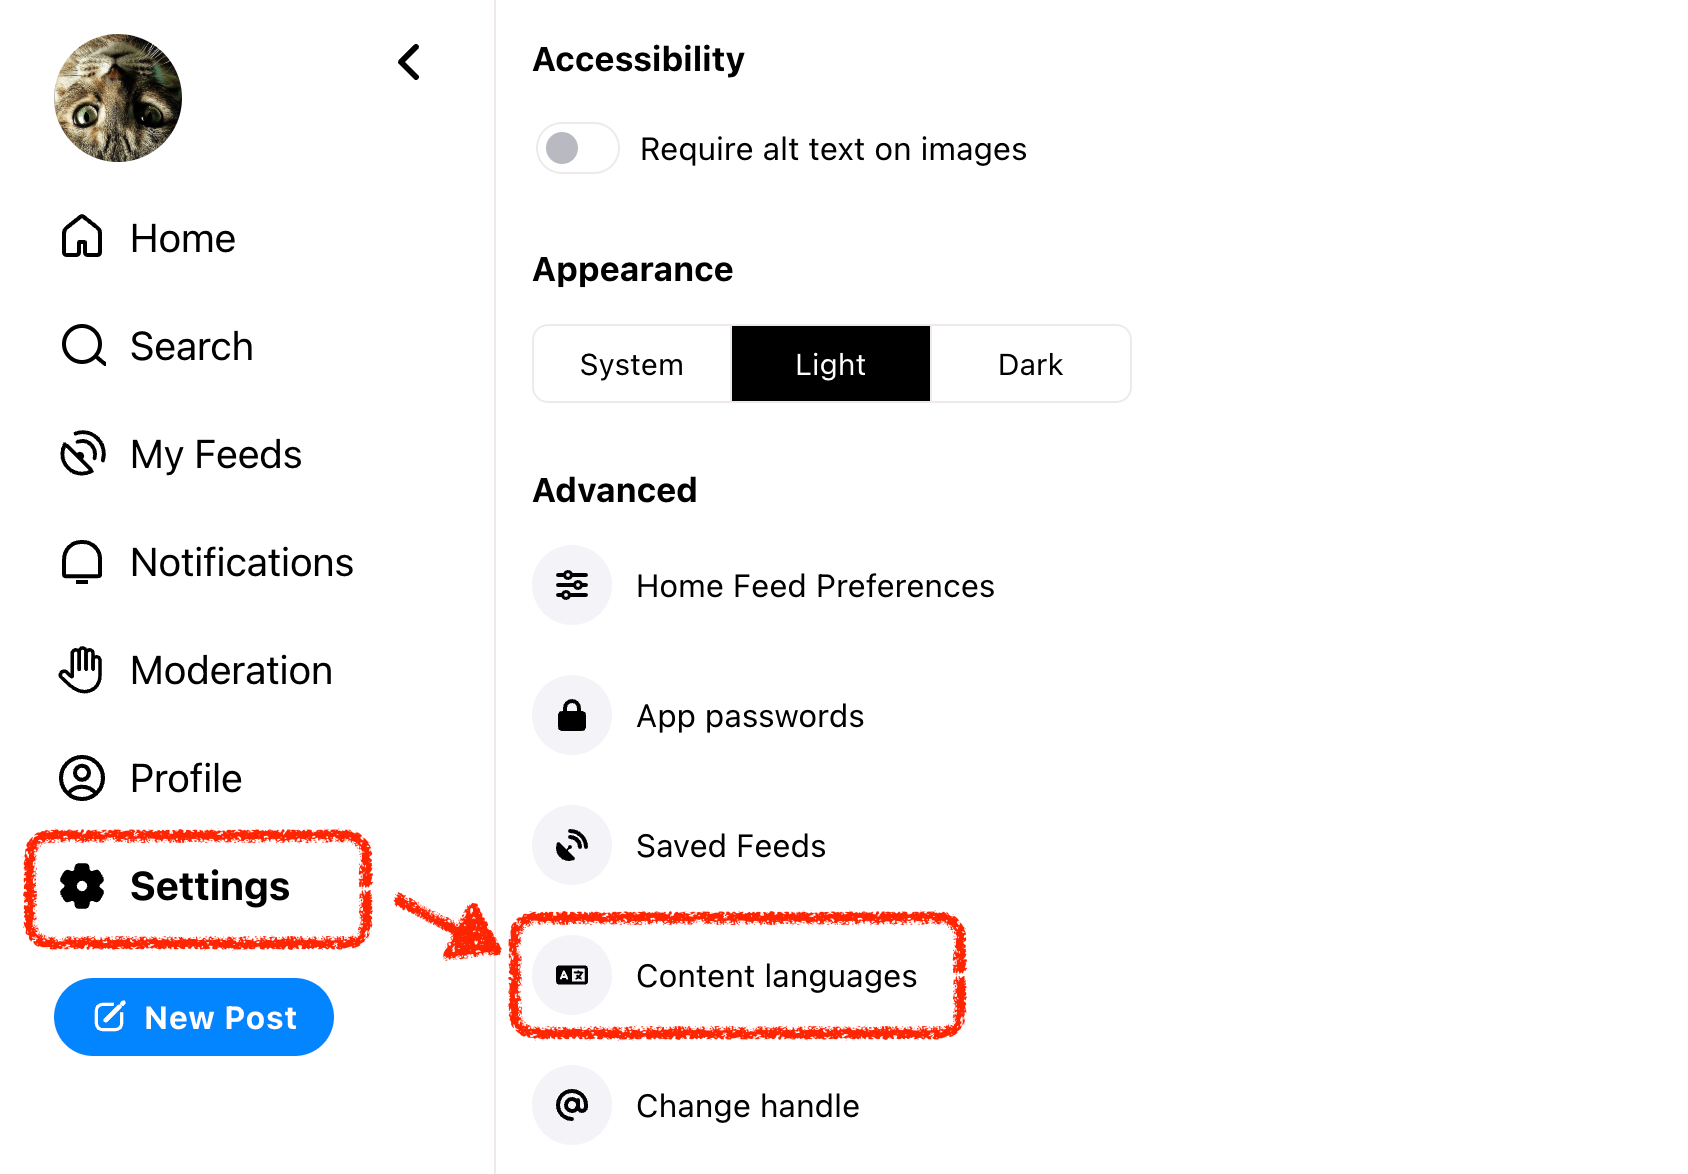 Home
Search
My Feeds
Notifications
Moderation
Profile
Settings
New Post
Accessibility
Require alt text on images
Appearance
System Light Dark
Advanced
Home Feed Preferences
App passwords
Saved Feeds
Content languages
Change handle